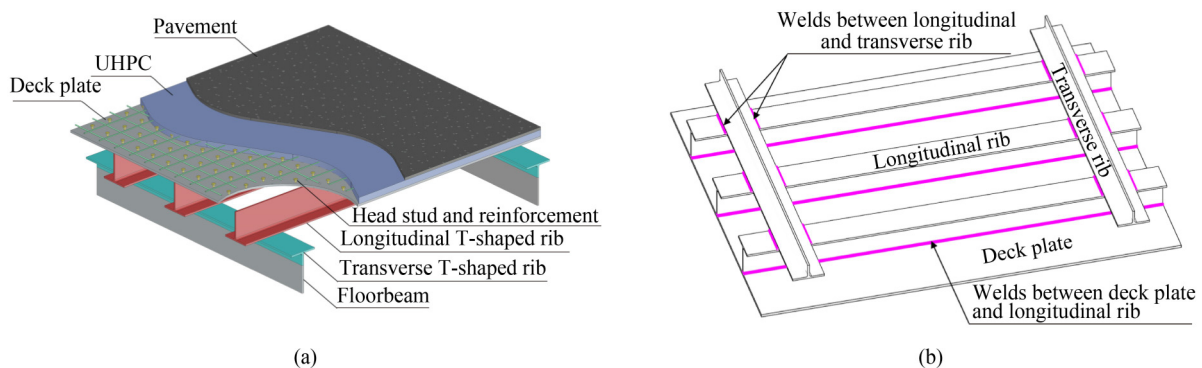 Pavement
UHPC
Deck plate
Head stud and reinforcement
Longitudinal T-shaped rib
Transverse T-shaped rib
Floorbeam
(a)
Welds between longitudinal
and transverse rib
Transverse rib
Longitudinal rib
Deck plate
Welds between deck plate
and longitudinal rib
(b)